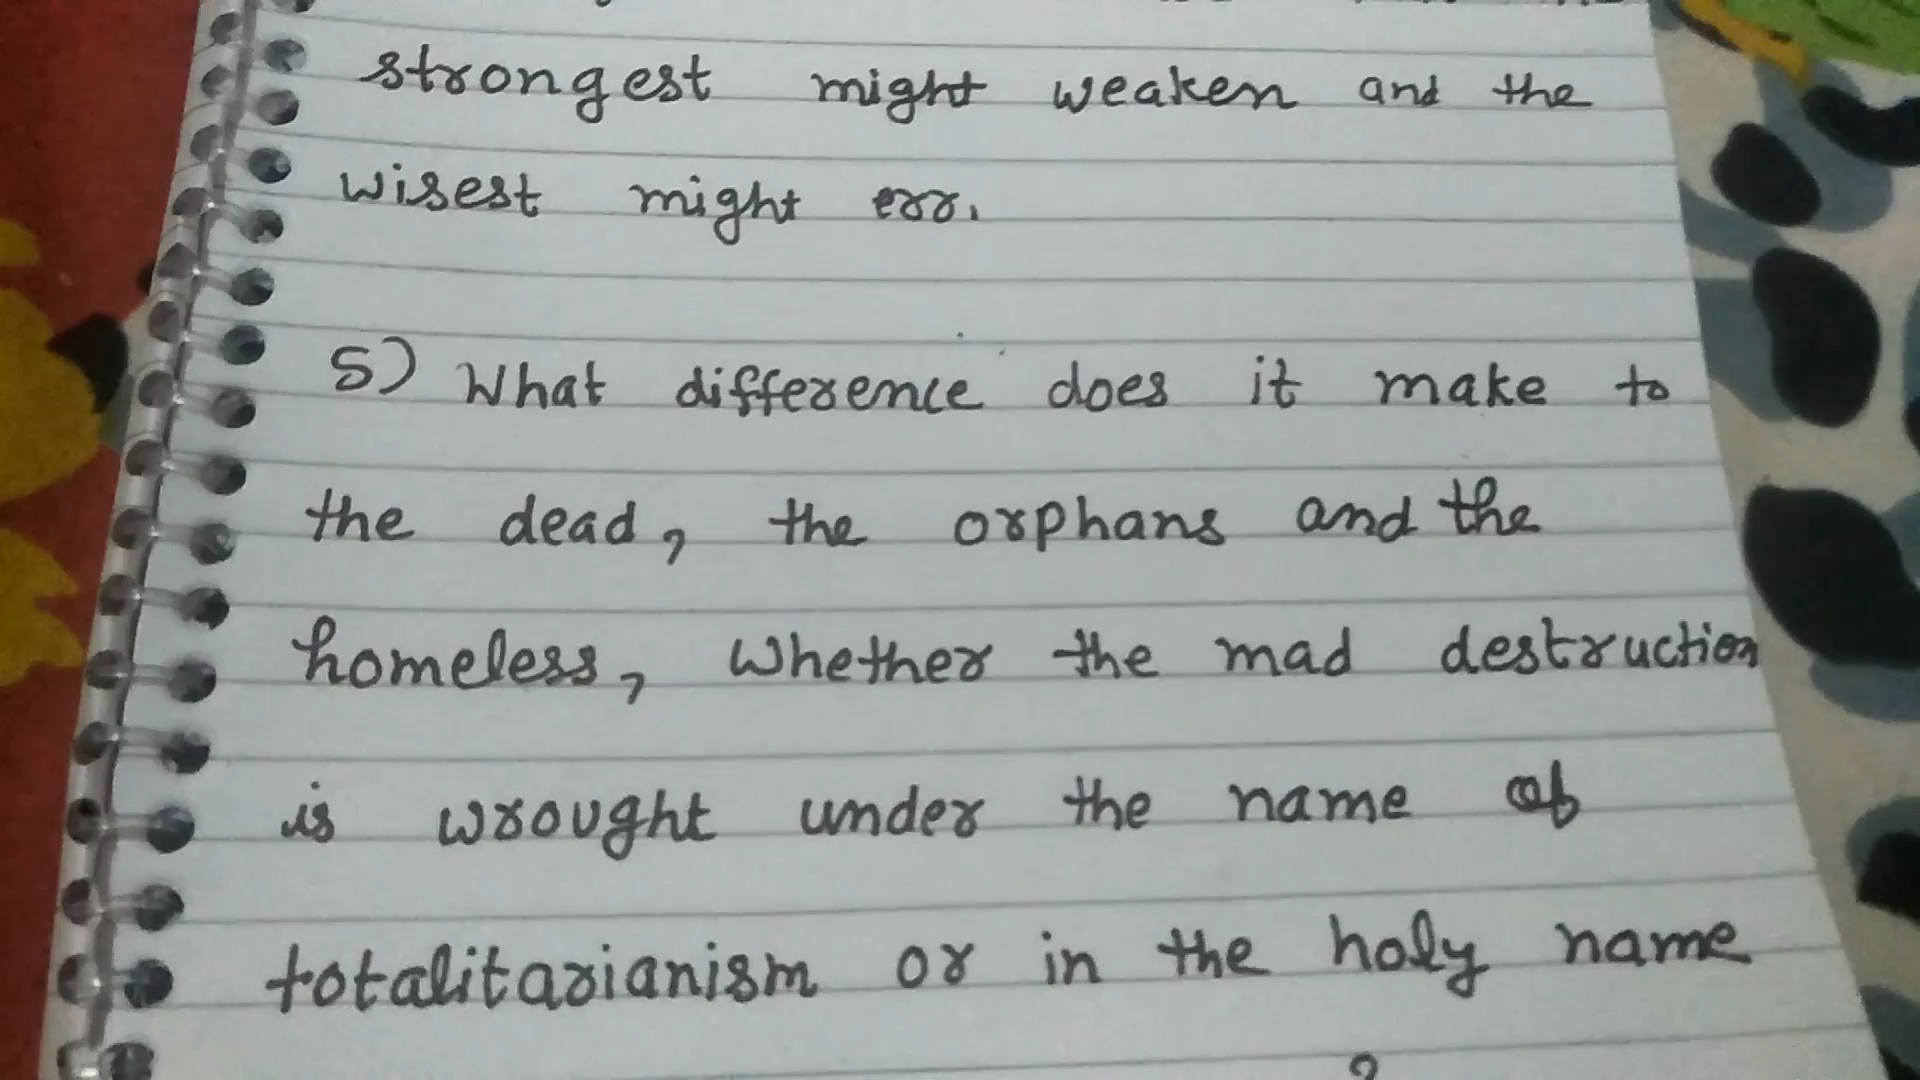 strongest might weaken and the
wisest might err.
5) What difference does it make to
the dead, the orphans and the
homeless, whether the mad destruction
is wrought under the name of
totalitarianism or in the holy name